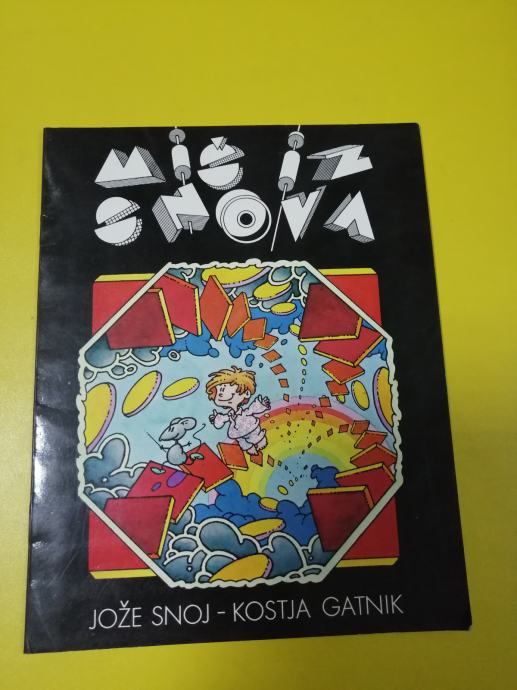 MIŠ IZ
SNOVA
JOŽE SNOJ - KOSTJA GATNIK